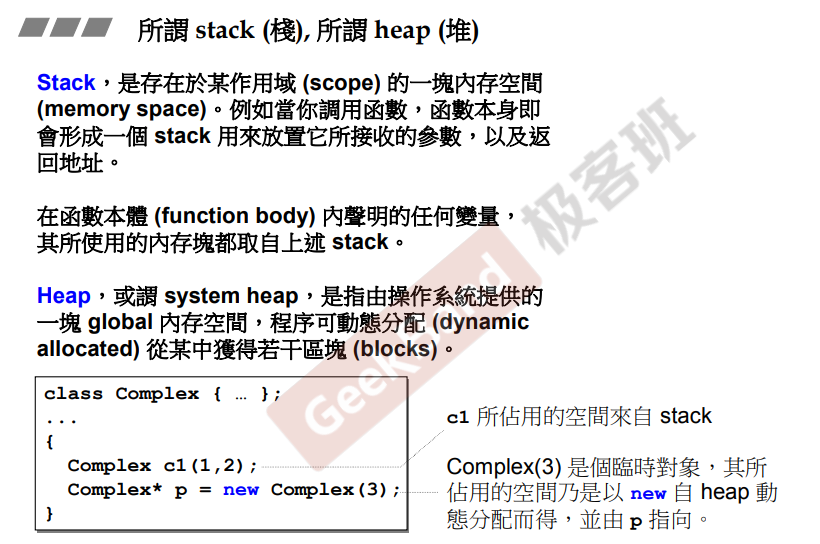 所謂 stack (棧), 所謂 heap (堆)
Stack，是存在於某作用域 (scope) 的一塊內存空間
(memory space)。例如當你調用函數，函數本身即
會形成一個 stack 用來放置它所接收的參數，以及返
回地址。
在函數本體 (function body) 內聲明的任何變量，
其所使用的內存塊都取自上述 stack。
Heap，或謂 system heap，是指由操作系統提供的
一塊 global 內存空間，程序可動態分配 (dynamic
allocated) 從某中獲得若干區塊 (blocks)。
class Complex { … };
...
{
Complex c1(1,2);
Complex* p = new Complex(3);
}
c1 所佔用的空間來自 stack
Complex(3) 是個臨時對象，其所
佔用的空間乃是以 new 自 heap 動
態分配而得，並由 p 指向。
GeekBand 极客班